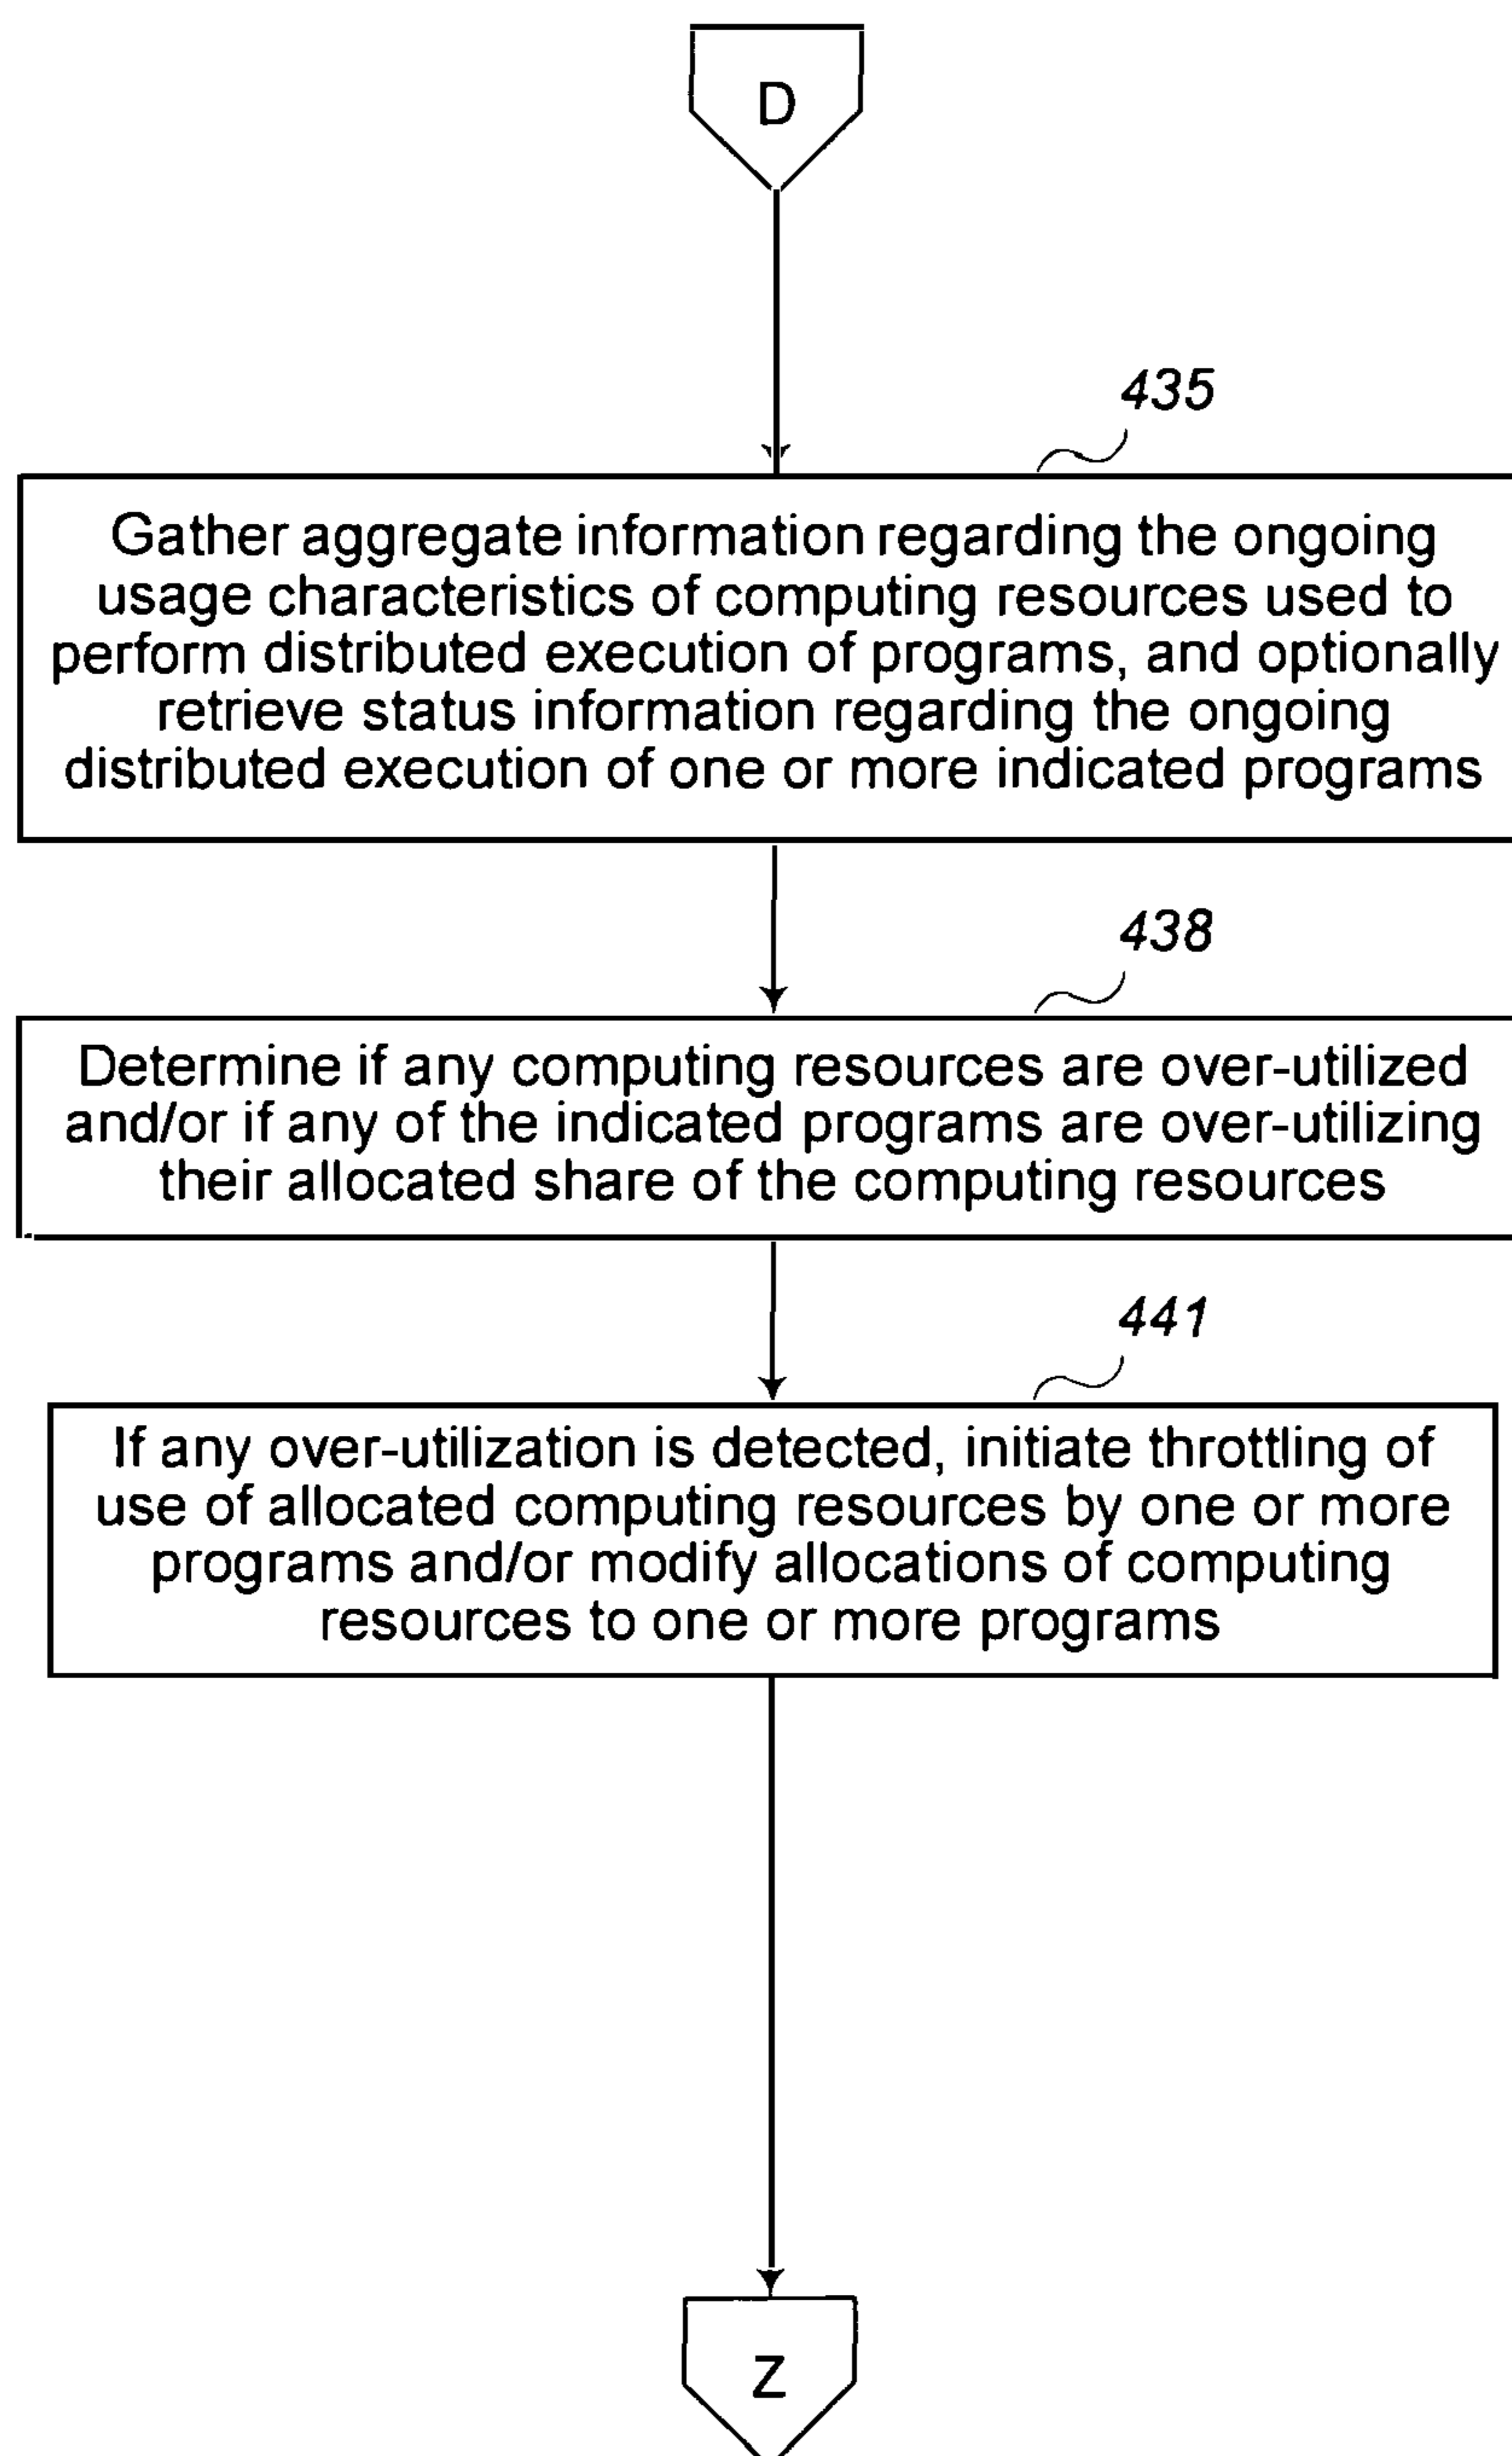 D
435
Gather aggregate information regarding the ongoing
usage characteristics of computing resources used to
perform distributed execution of programs, and optionally
retrieve status information regarding the ongoing
distributed execution of one or more indicated programs
438
Determine if any computing resources are over-utilized
and/or if any of the indicated programs are over-utilizing
their allocated share of the computing resources
441
If any over-utilization is detected, initiate throttling of
use of allocated computing resources by one or more
programs and/or modify allocations of computing
resources to one or more programs
Z